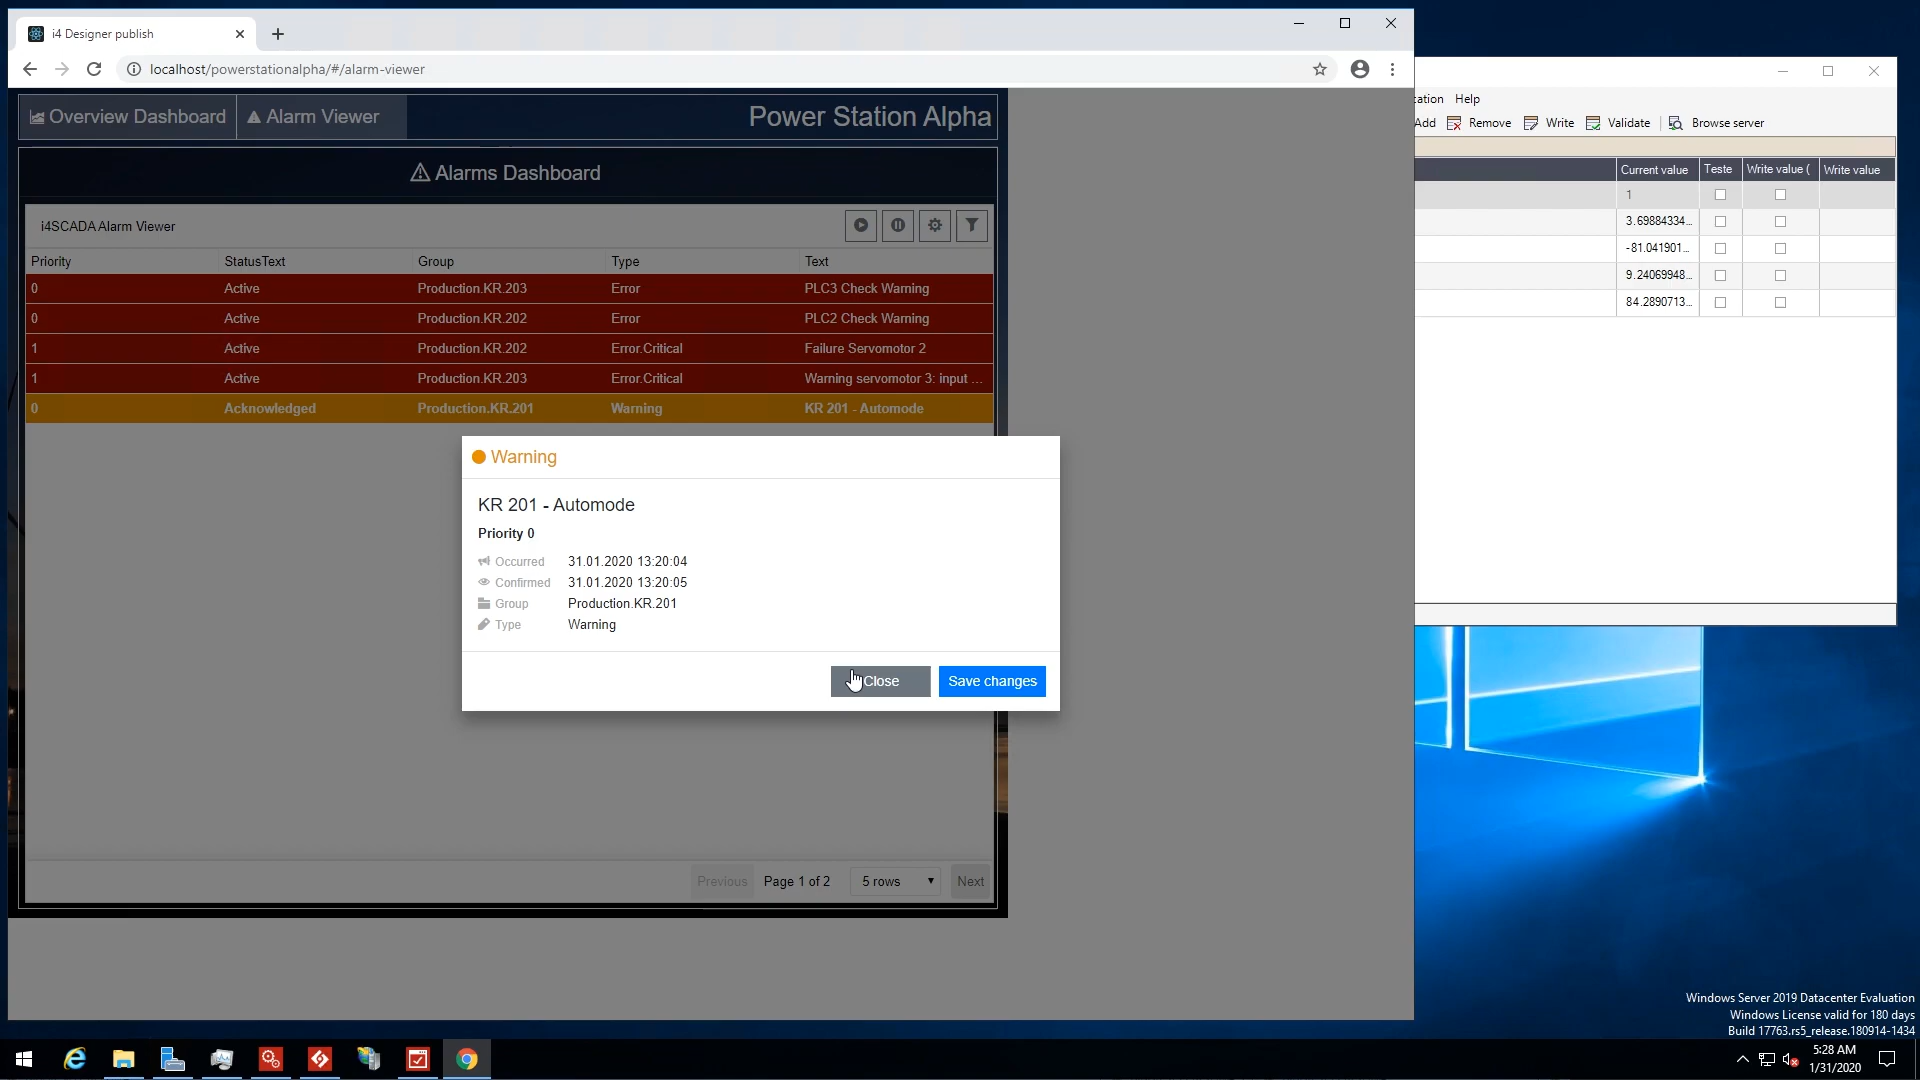 i4 Designer publish
localhost/powerstationalpha/#/alarm-viewer
Overview Dashboard
Alarm Viewer
Power Station Alpha
Alarms Dashboard
i4SCADA Alarm Viewer
Priority StatusText Group Type Text
0 Active Production.KR.203 Error PLC3 Check Warning
0 Active Production.KR.202 Error PLC2 Check Warning
1 Active Production.KR.202 Error.Critical Failure Servomotor 2
1 Active Production.KR.203 Error.Critical Warning servomotor 3: input ...
0 Acknowledged Production.KR.201 Warning KR 201 - Automode
Warning
KR 201 - Automode
Priority 0
Occurred 31.01.2020 13:20:04
Confirmed 31.01.2020 13:20:05
Group Production.KR.201
Type Warning
Close Save changes
Previous Page 1 of 2 5 rows Next
cation Help
Add Remove Write Validate Browse server
Current value Teste Write value ( Write value
1
3.69884334...
-81.041901...
9.24069948...
84.2890713...
Windows Server 2019 Datacenter Evaluation
Windows License valid for 180 days
Build 17763.rs5_release.180914-1434
5:28 AM
1/31/2020